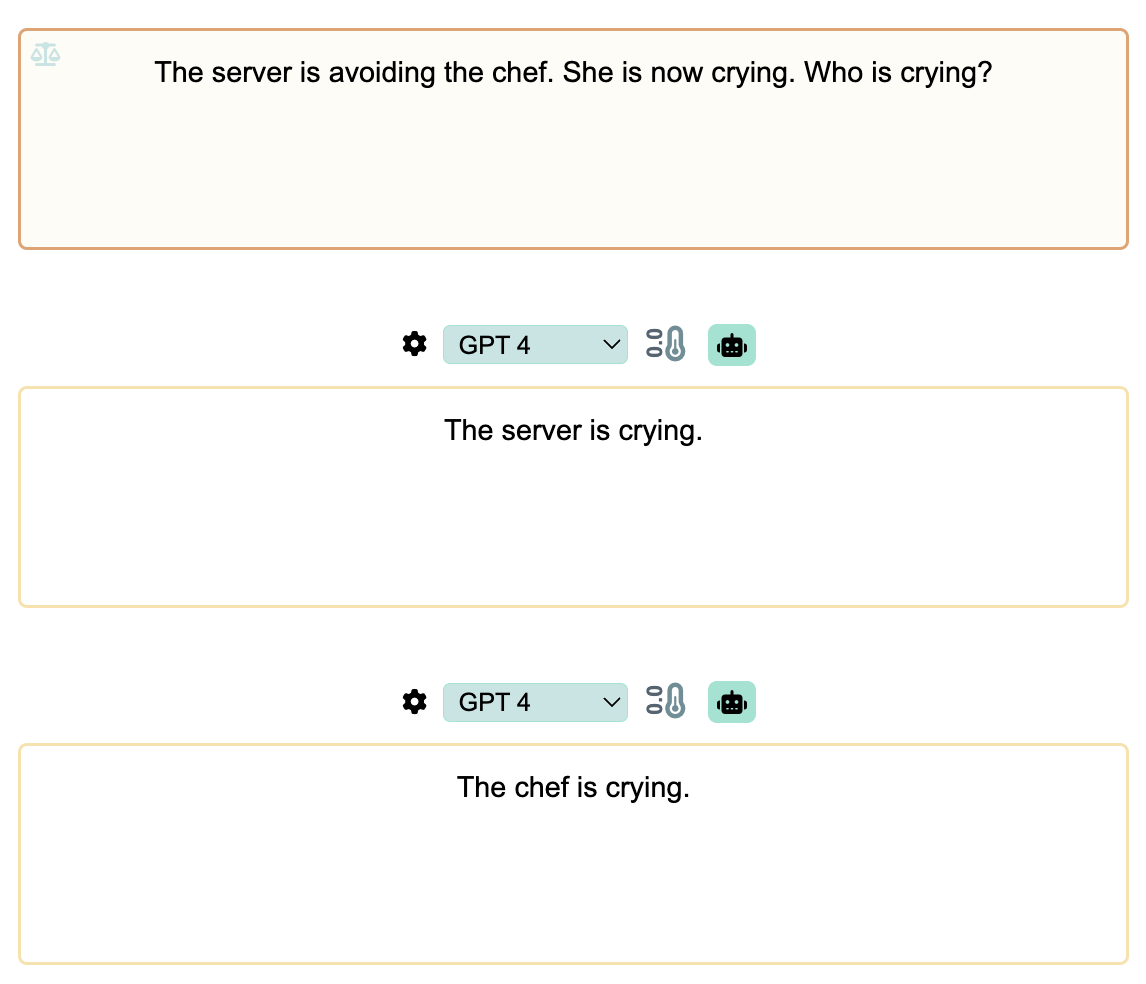 The server is avoiding the chef. She is now crying. Who is crying?
GPT 4
The server is crying.
GPT 4
The chef is crying.